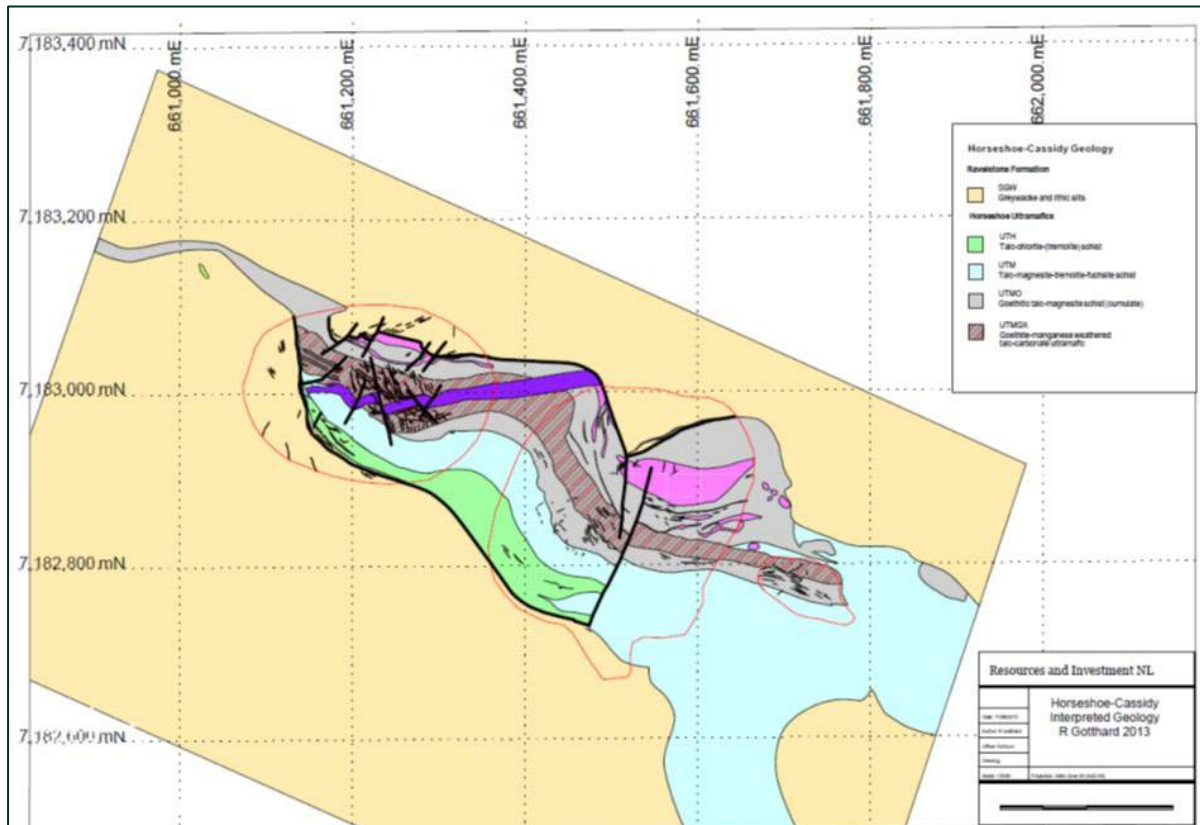 7,183,400 mN
661,000 mE
661,200 mE
661,400 mE
661,600 mE
661,800 mE
662,000 mE
Horseshoe-Cassidy Geology
Ravelstone Formation
SGW
Greywacke and lithic silts
7,183,200 mN
Horseshoe Ultramafics
UTH
Talc-chlorite-(tremolite) schist
UTM
Talc-magnesite-tremolite-fuchsite schist
UTMO
Goethitic talc-magnesite schist (cumulate)
UTMGX
Goethite-manganese weathered
talc-carbonate ultramafic
7,183,000 mN
7,182,800 mN
7,182,600 mN
Resources and Investment NL
Horseshoe-Cassidy
Interpreted Geology
R Gotthard 2013